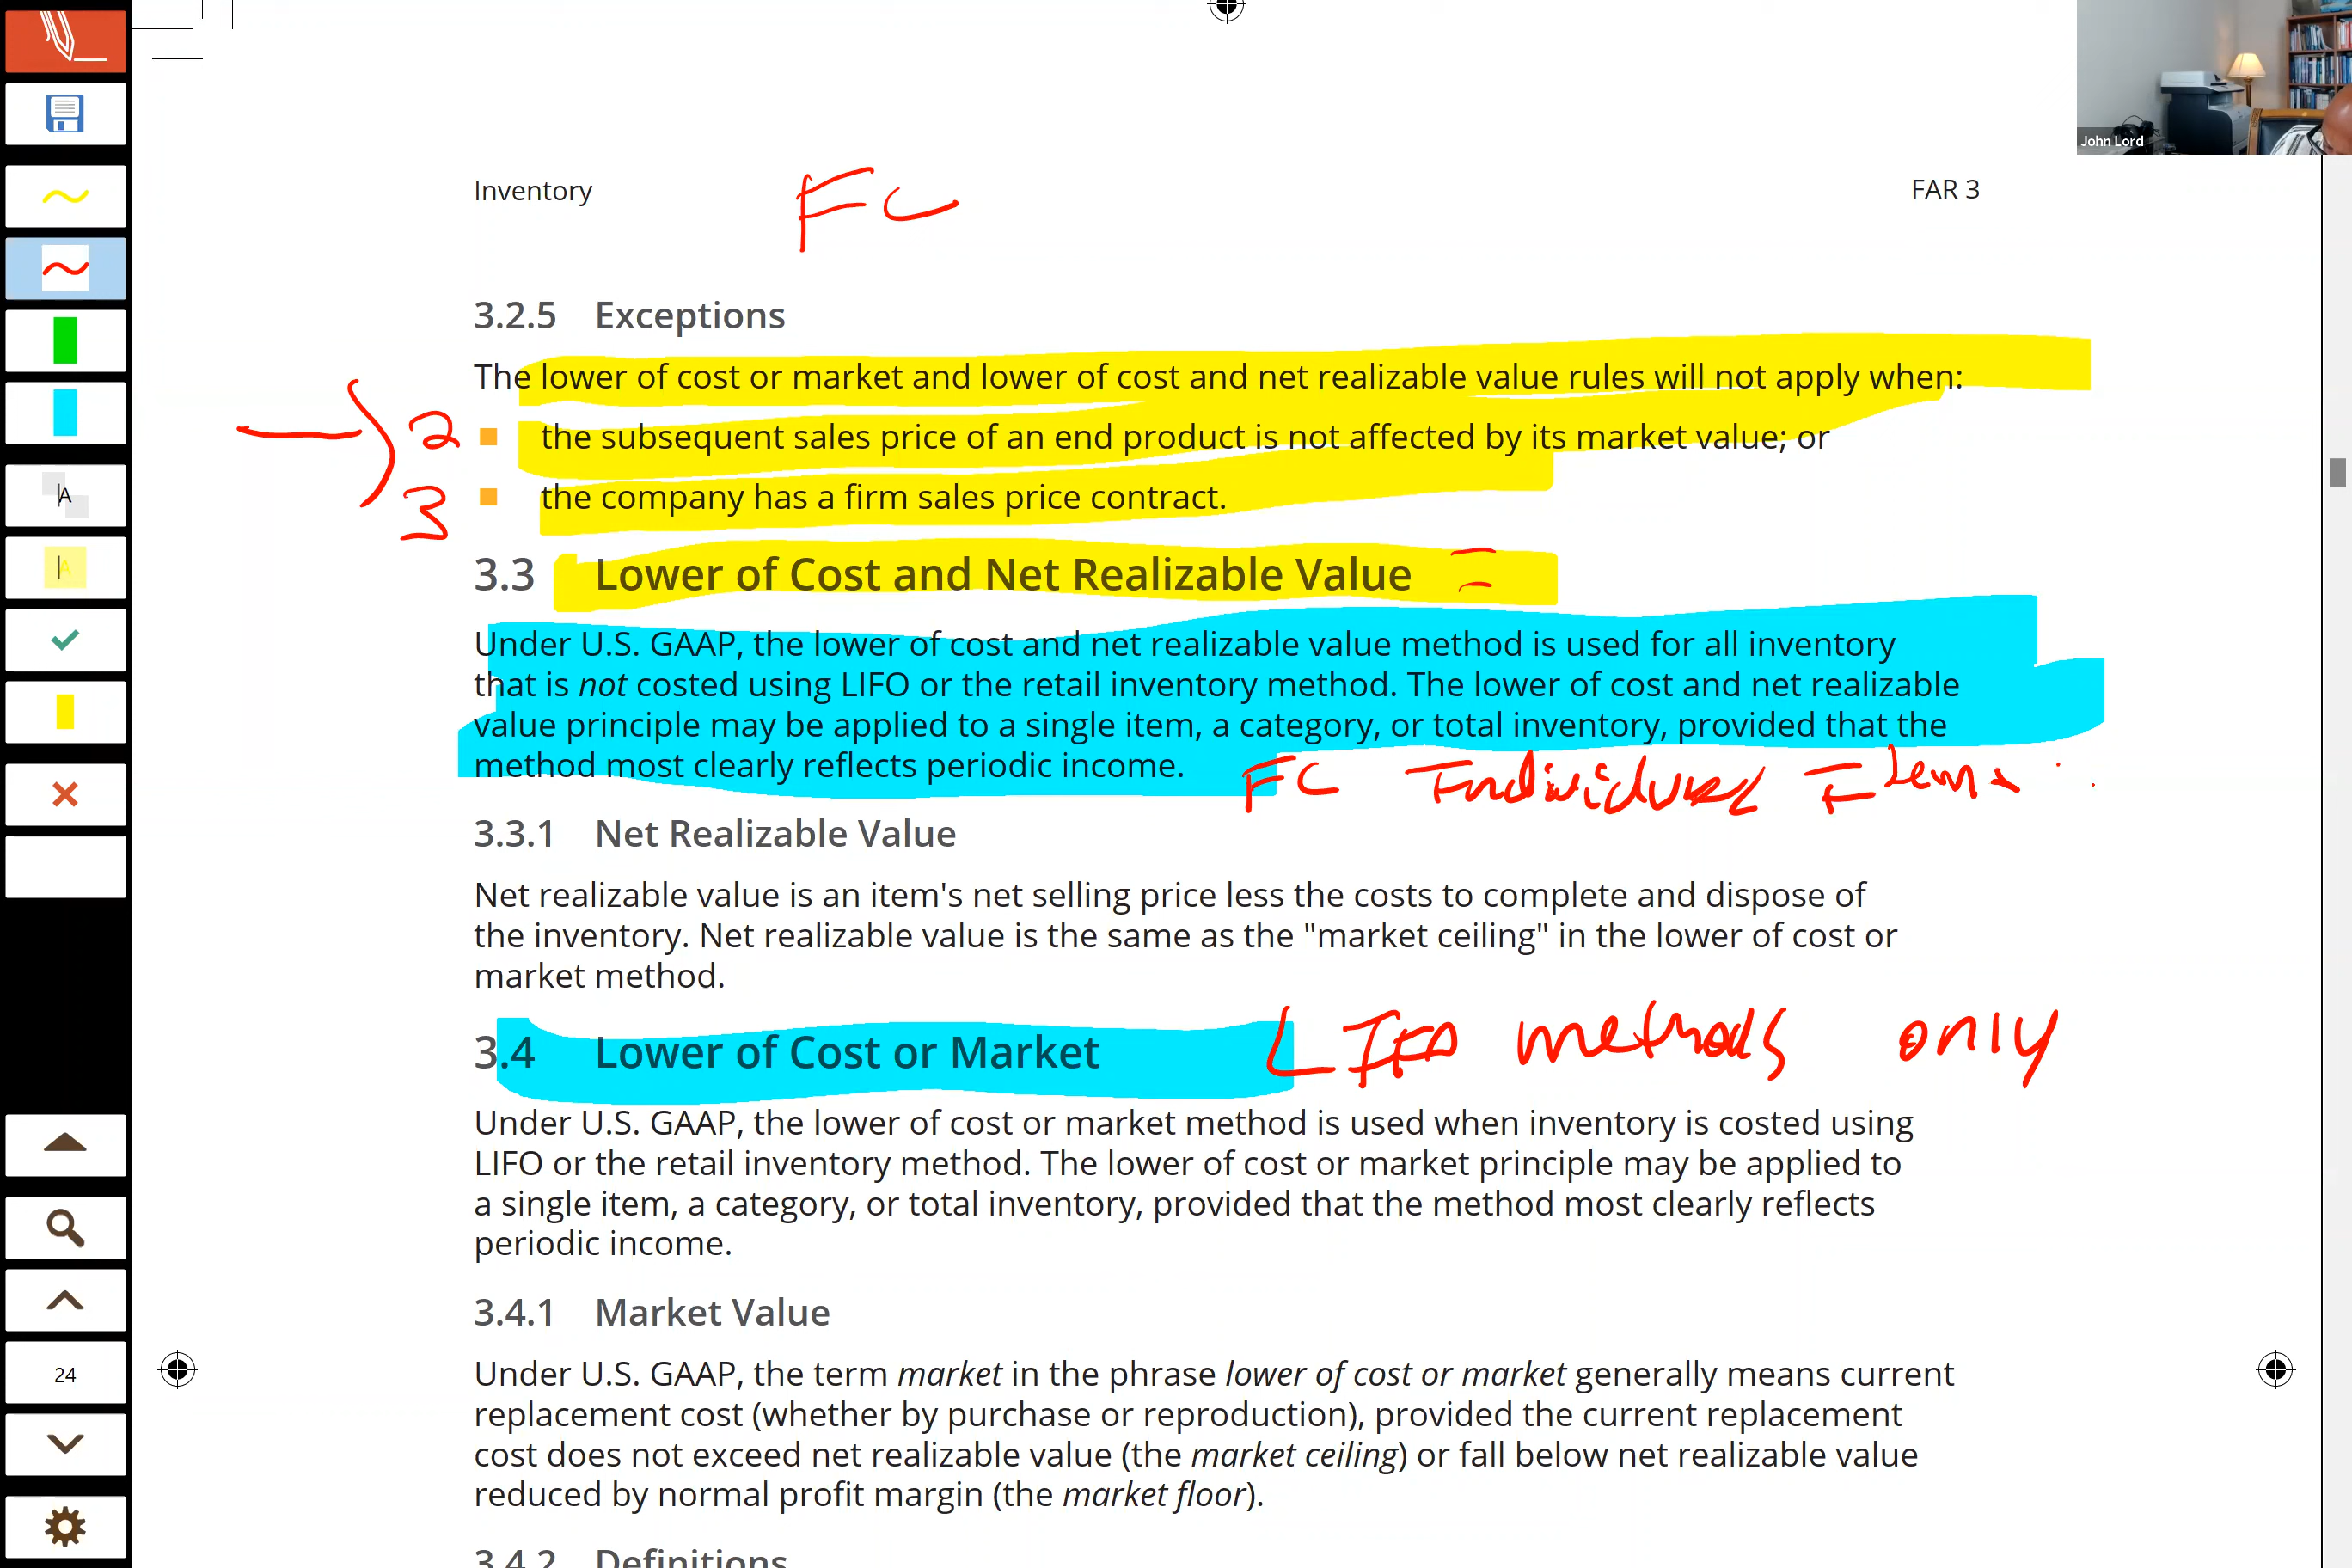 John Lord
Inventory
FC
FAR 3
3.2.5 Exceptions
The lower of cost or market and lower of cost and net realizable value rules will not apply when:
2 ■ the subsequent sales price of an end product is not affected by its market value; or
3 ■ the company has a firm sales price contract.
3.3 Lower of Cost and Net Realizable Value
Under U.S. GAAP, the lower of cost and net realizable value method is used for all inventory
that is not costed using LIFO or the retail inventory method. The lower of cost and net realizable
value principle may be applied to a single item, a category, or total inventory, provided that the
method most clearly reflects periodic income.
FC Individual Items
3.3.1 Net Realizable Value
Net realizable value is an item's net selling price less the costs to complete and dispose of
the inventory. Net realizable value is the same as the "market ceiling" in the lower of cost or
market method.
3.4 Lower of Cost or Market
LIFO methods only
Under U.S. GAAP, the lower of cost or market method is used when inventory is costed using
LIFO or the retail inventory method. The lower of cost or market principle may be applied to
a single item, a category, or total inventory, provided that the method most clearly reflects
periodic income.
3.4.1 Market Value
Under U.S. GAAP, the term market in the phrase lower of cost or market generally means current
replacement cost (whether by purchase or reproduction), provided the current replacement
cost does not exceed net realizable value (the market ceiling) or fall below net realizable value
reduced by normal profit margin (the market floor).
3.4.2 Definitions
A
A
24